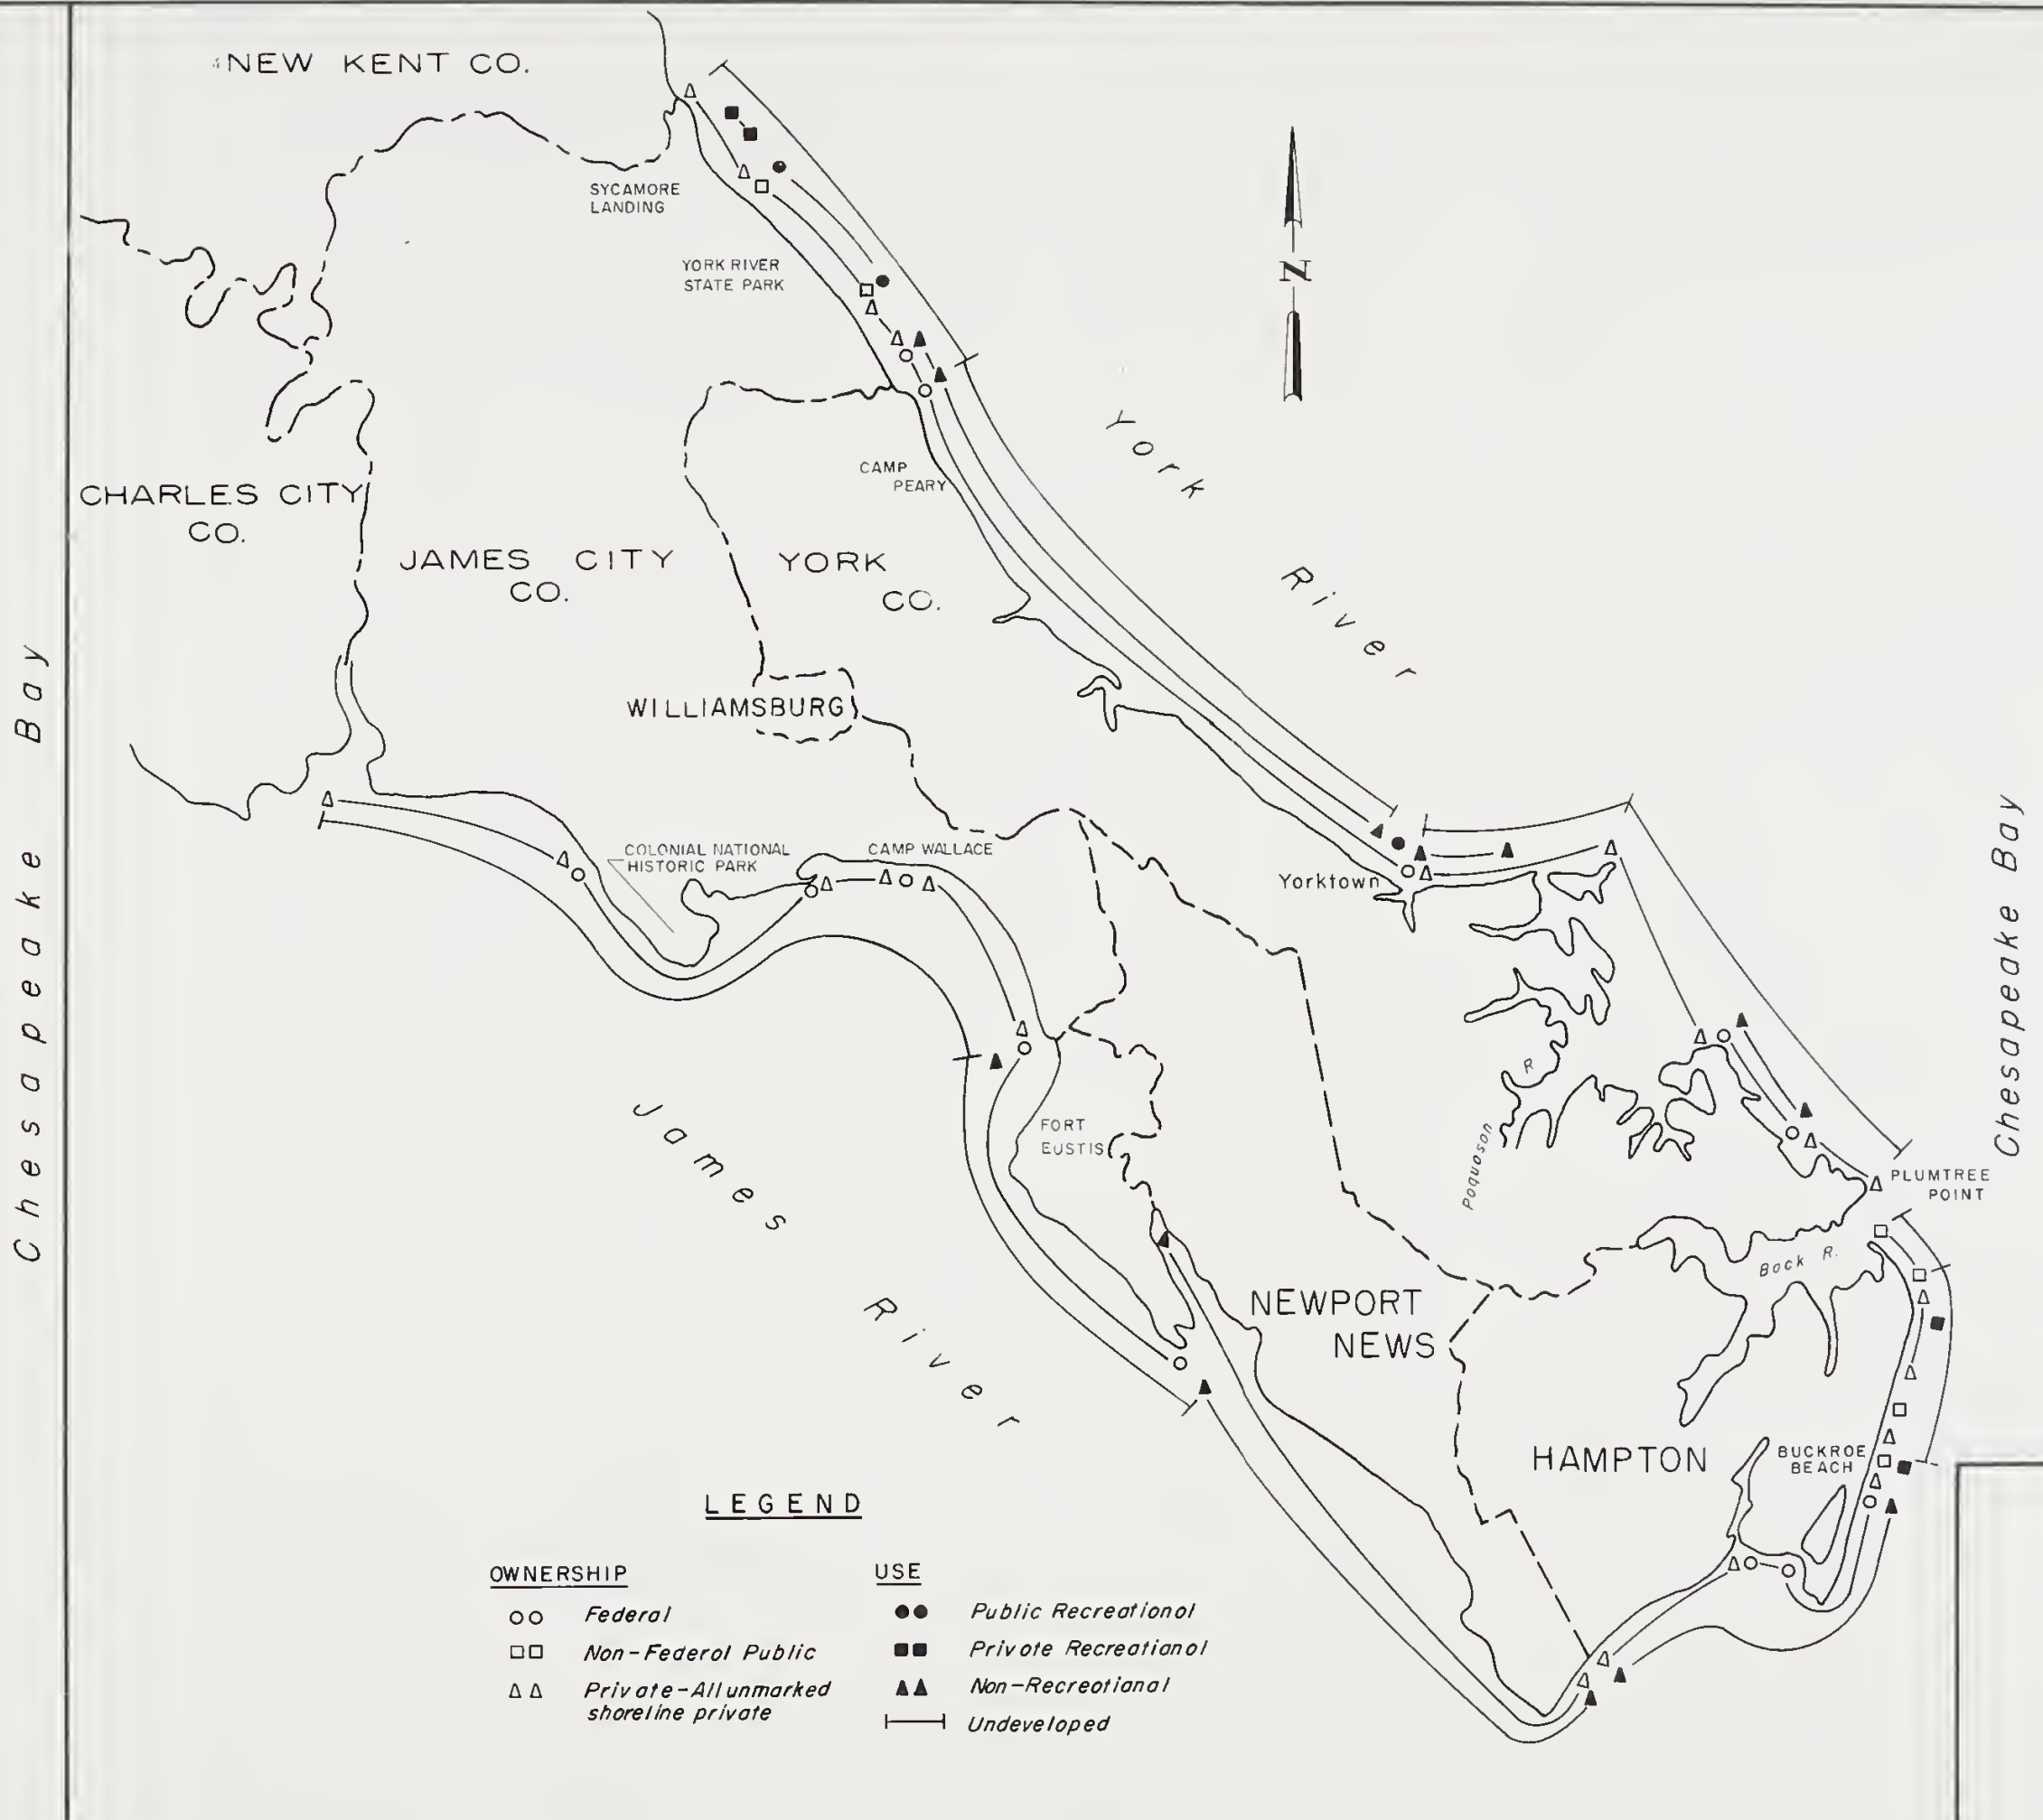 NEW KENT CO.
SYCAMORE
LANDING
YORK RIVER
STATE PARK
N
York
River
CAMP
PEARY
CHARLES CITY
CO.
JAMES CITY
CO.
YORK
CO.
WILLIAMSBURG
Chesapeake Bay
COLONIAL NATIONAL
HISTORIC PARK
CAMP WALLACE
Yorktown
Chesapeake Bay
R
Poquoson
PLUMTREE
POINT
FORT
EUSTIS
James
River
Back R.
NEWPORT
NEWS
HAMPTON
BUCKROE
BEACH
LEGEND
OWNERSHIP
Federal
Non-Federal Public
Private-All unmarked
shoreline private
USE
Public Recreational
Private Recreational
Non-Recreational
Undeveloped